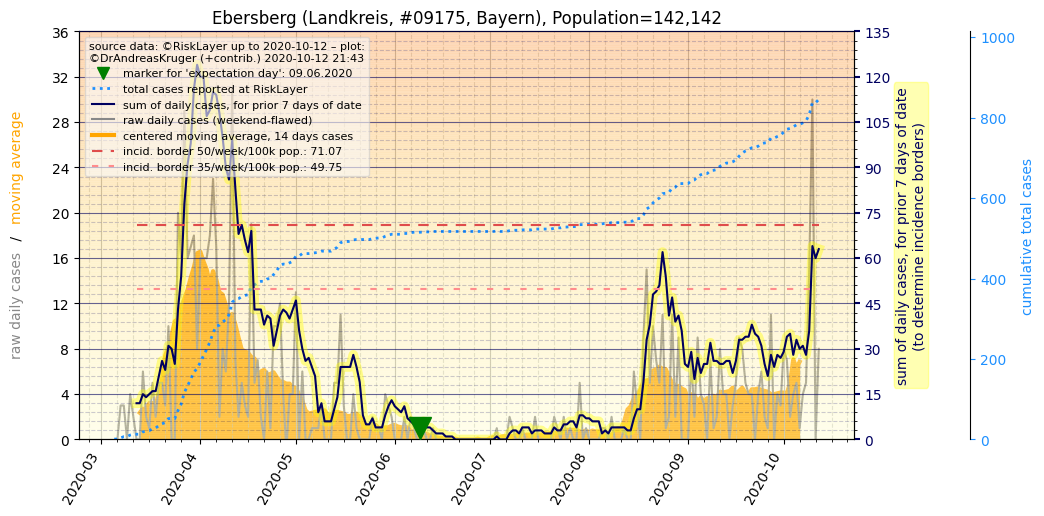 Ebersberg (Landkreis, #09175, Bayern), Population=142,142
source data: ©RiskLayer up to 2020-10-12 – plot:
©DrAndreasKruger (+contrib.) 2020-10-12 21:43
marker for 'expectation day': 09.06.2020
total cases reported at RiskLayer
sum of daily cases, for prior 7 days of date
raw daily cases (weekend-flawed)
centered moving average, 14 days cases
incid. border 50/week/100k pop.: 71.07
incid. border 35/week/100k pop.: 49.75
raw daily cases / moving average
36
32
28
24
20
16
12
8
4
0
135
120
105
90
75
60
45
30
15
0
sum of daily cases, for prior 7 days of date
(to determine incidence borders)
1000
800
600
400
200
0
cumulative total cases
2020-03
2020-04
2020-05
2020-06
2020-07
2020-08
2020-09
2020-10